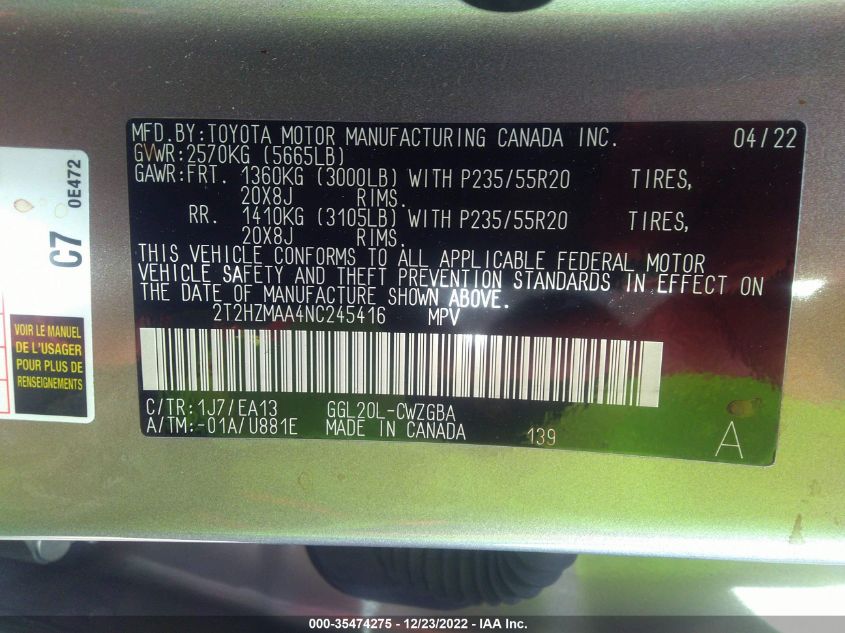 MFD.BY:TOYOTA MOTOR MANUFACTURING CANADA INC. 04/22
GVWR:2570KG (5665LB)
GAWR:FRT. 1360KG (3000LB) WITH P235/55R20 TIRES,
20X8J RIMS.
RR. 1410KG (3105LB) WITH P235/55R20 TIRES,
20X8J RIMS.
THIS VEHICLE CONFORMS TO ALL APPLICABLE FEDERAL MOTOR
VEHICLE SAFETY AND THEFT PREVENTION STANDARDS IN EFFECT ON
THE DATE OF MANUFACTURE SHOWN ABOVE.
2T2HZMAA4NC245416 MPV
C/TR:1J7/EA13 GGL20L-CWZGBA
A/TM:-01A/U881E MADE IN CANADA 139 A
C7 0E472
VOIR LE MANUEL
DE L'USAGER
POUR PLUS DE
RENSEIGNEMENTS
000-35474275 - 12/23/2022 - IAA Inc.